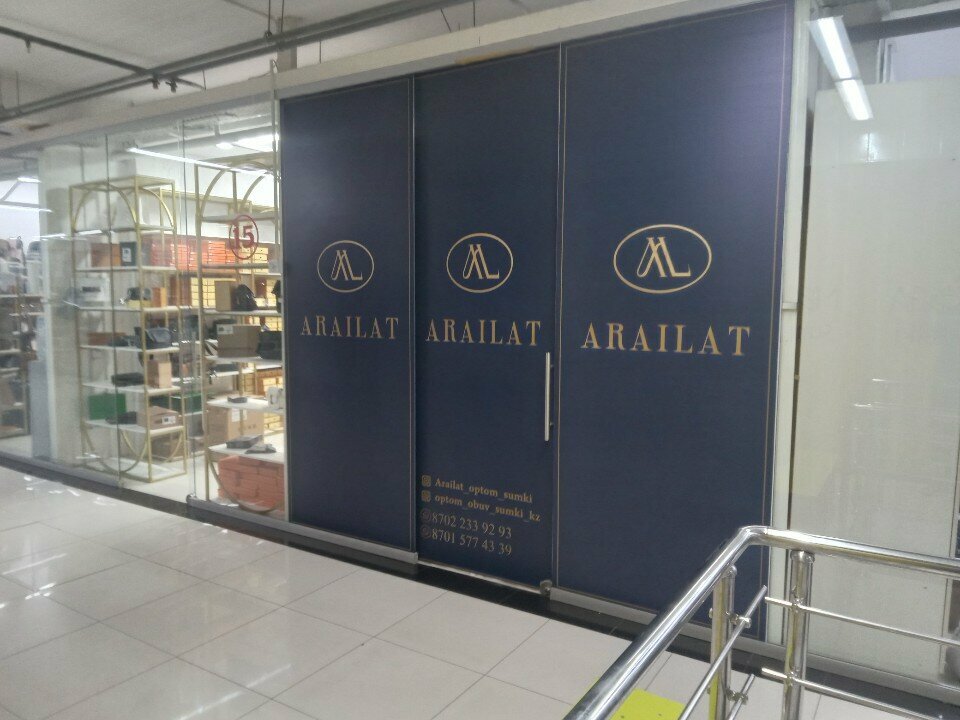 15
AL
ARAILAT
AL
ARAILAT
AL
ARAILAT
Arailat_optom_sumki
optom_obuv_sumki_kz
8702 233 92 93
8701 577 43 39